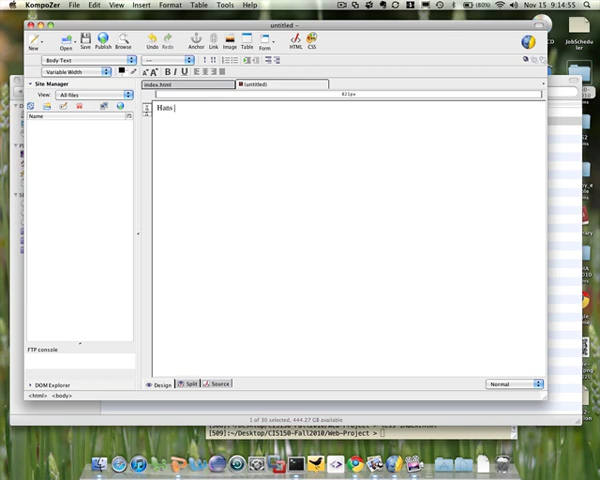 KompoZer File Edit View Insert Format Table Tools Help (80%) Nov 15 9:14:55
untitled
New Open Save Publish Browse Undo Redo Anchor Link Image Table Form HTML CSS
Body Text
Variable Width B I U
Site Manager
index.html (untitled)
View: All files
821px
Name
Hans
FTP console
DOM Explorer
Design Split Source Normal
<html> <body>
1 of 30 selected, 444.27 GB available
[509]:~/Desktop/CIS150-Fall2010/Web-Project >
JobSchedu
ler